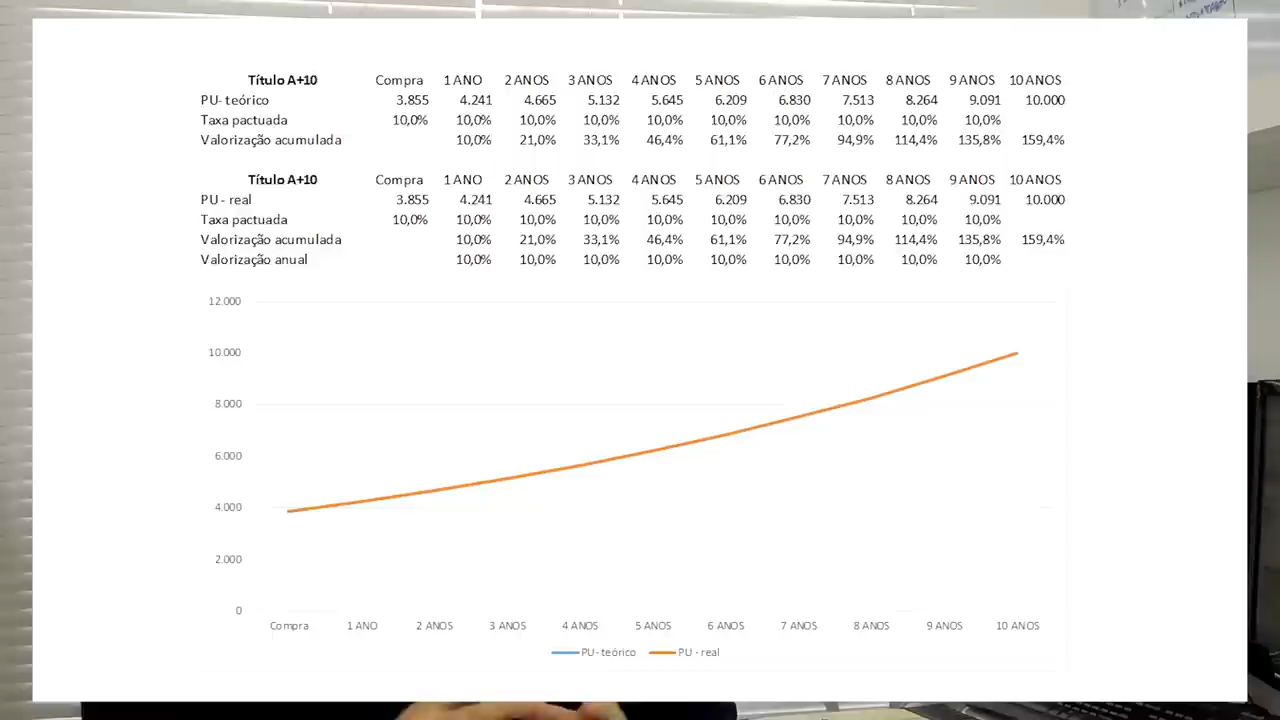 Título A+10 Compra 1 ANO 2 ANOS 3 ANOS 4 ANOS 5 ANOS 6 ANOS 7 ANOS 8 ANOS 9 ANOS 10 ANOS
PU- teórico 3.855 4.241 4.665 5.132 5.645 6.209 6.830 7.513 8.264 9.091 10.000
Taxa pactuada 10,0% 10,0% 10,0% 10,0% 10,0% 10,0% 10,0% 10,0% 10,0% 10,0%
Valorização acumulada 10,0% 21,0% 33,1% 46,4% 61,1% 77,2% 94,9% 114,4% 135,8% 159,4%
Título A+10 Compra 1 ANO 2 ANOS 3 ANOS 4 ANOS 5 ANOS 6 ANOS 7 ANOS 8 ANOS 9 ANOS 10 ANOS
PU - real 3.855 4.241 4.665 5.132 5.645 6.209 6.830 7.513 8.264 9.091 10.000
Taxa pactuada 10,0% 10,0% 10,0% 10,0% 10,0% 10,0% 10,0% 10,0% 10,0% 10,0%
Valorização acumulada 10,0% 21,0% 33,1% 46,4% 61,1% 77,2% 94,9% 114,4% 135,8% 159,4%
Valorização anual 10,0% 10,0% 10,0% 10,0% 10,0% 10,0% 10,0% 10,0% 10,0%
12.000
10.000
8.000
6.000
4.000
2.000
0
Compra 1 ANO 2 ANOS 3 ANOS 4 ANOS 5 ANOS 6 ANOS 7 ANOS 8 ANOS 9 ANOS 10 ANOS
PU- teórico PU - real